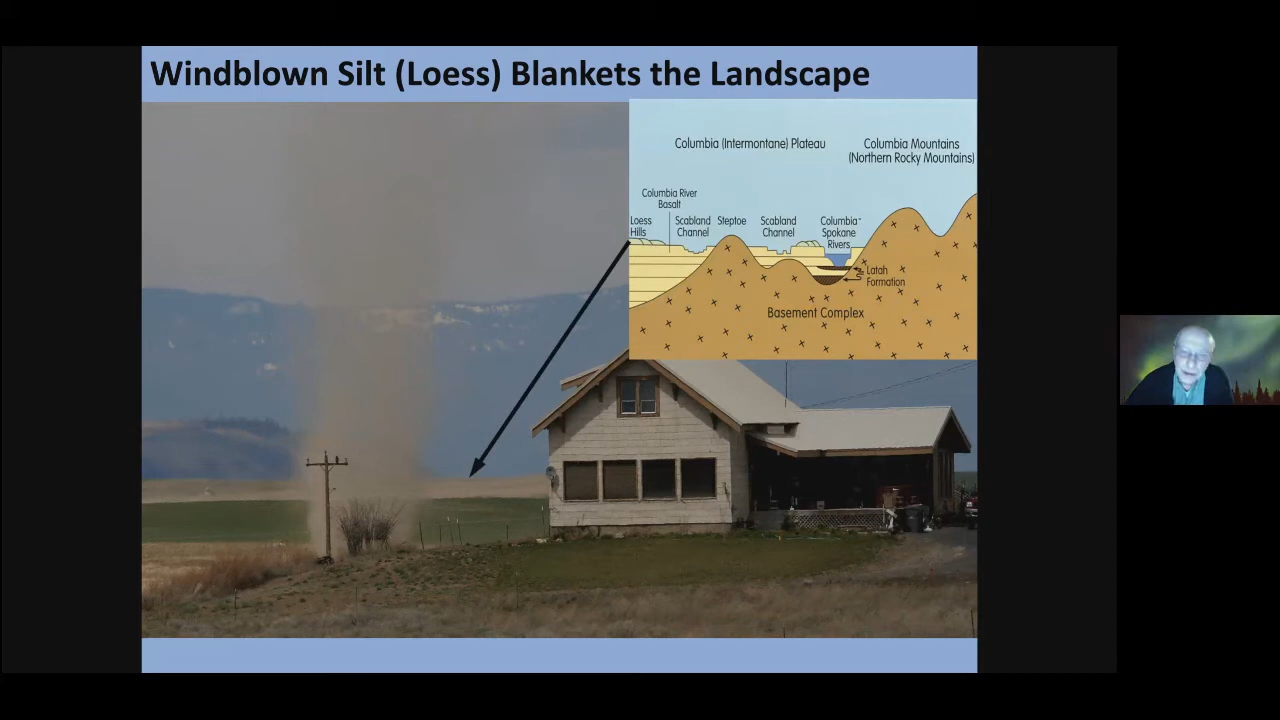 Windblown Silt (Loess) Blankets the Landscape
Columbia (Intermontane) Plateau
Columbia Mountains
(Northern Rocky Mountains)
Columbia River
Basalt
Loess
Hills
Scabland
Channel
Steptoe
Scabland
Channel
Columbia-
Spokane
Rivers
Latah
Formation
Basement Complex